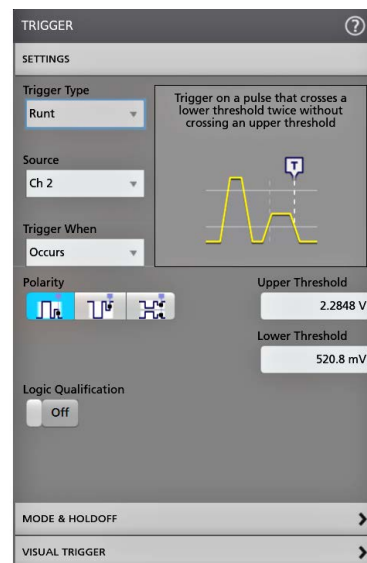 TRIGGER
?
SETTINGS
Trigger Type
Runt
Trigger on a pulse that crosses a
lower threshold twice without
crossing an upper threshold
T
Source
Ch 2
Trigger When
Occurs
Polarity
Upper Threshold
2.2848 V
Lower Threshold
520.8 mV
Logic Qualification
Off
MODE & HOLDOFF
VISUAL TRIGGER